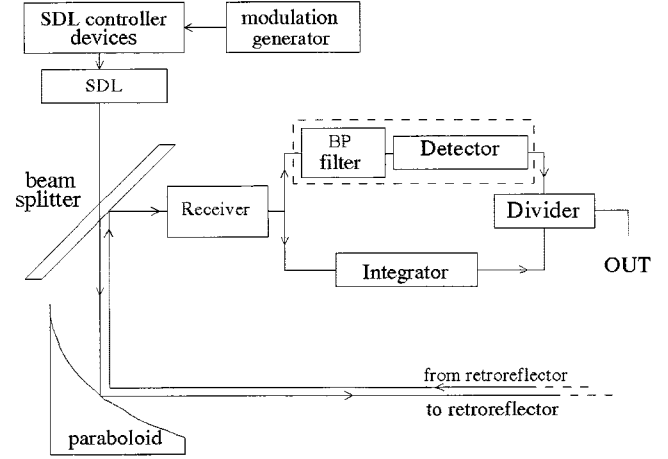 SDL controller
devices
modulation
generator
SDL
beam
splitter
Receiver
BP
filter
Detector
Divider
Integrator
OUT
from retroreflector
to retroreflector
paraboloid